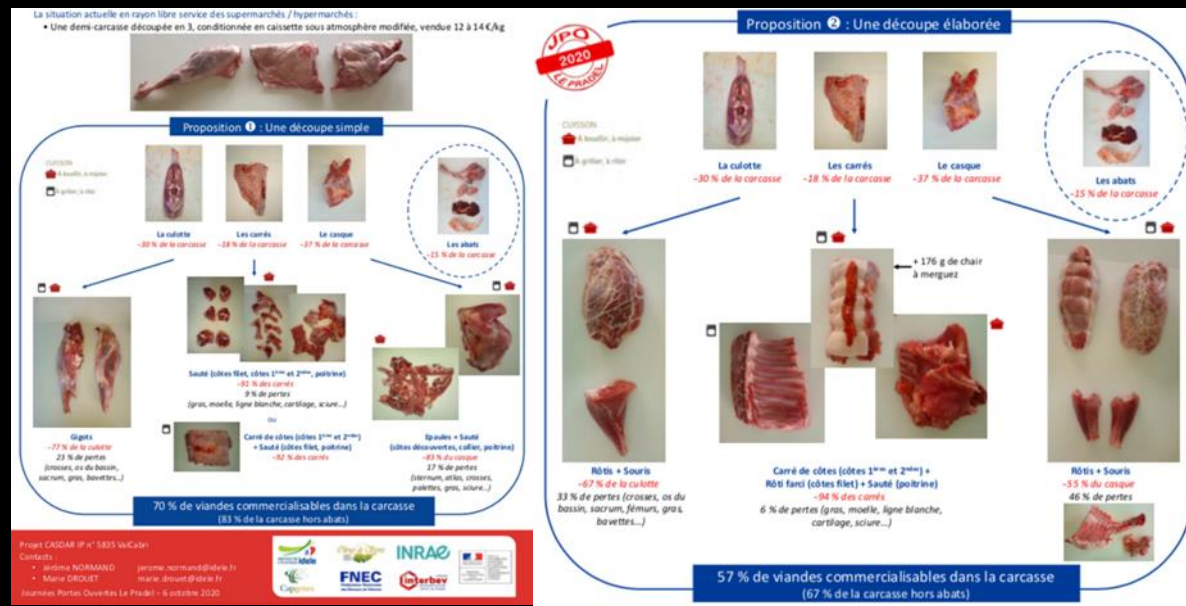 La situation actuelle en rayon libre service des supermarchés / hypermarchés :
• Une demi-carcasse découpée en 3, conditionnée en caissette sous atmosphère modifiée, vendue 12 à 14 €/kg
Proposition ❶ : Une découpe simple
CUISSON
A bouillir, à mijoter
A griller, à rôtir
La culotte
~30 % de la carcasse
Les carrés
~18 % de la carcasse
Le casque
~37 % de la carcasse
Les abats
~15 % de la carcasse
Gigots
~77 % de la culotte
23 % de pertes
(crosses, os du bassin,
sacrum, gras, bavettes...)
Sauté (côtes filet, côtes 1ères et 2ndes, poitrine)
~91 % des carrés
9 % de pertes
(gras, moelle, ligne blanche, cartilage, sciure...)
ou
Carré de côtes (côtes 1ères et 2ndes)
+ Sauté (côtes filet, poitrine)
~92 % des carrés
Epaules + Sauté
(côtes découvertes, collier, poitrine)
~83 % du casque
17 % de pertes
(sternum, atlas, crosses,
palettes, gras, sciure...)
70 % de viandes commercialisables dans la carcasse
(83 % de la carcasse hors abats)
Projet CASDAR IP n° 5835 ValCabri
Contacts :
• Jérôme NORMAND jerome.normand@idele.fr
• Marie DROUET marie.drouet@idele.fr
Journées Portes Ouvertes Le Pradel – 6 octobre 2020
idele
INRAE
Capgenes
FNEC
interbev
JPO
2020
LE PRADEL
Proposition ❷ : Une découpe élaborée
CUISSON
A bouillir, à mijoter
A griller, à rôtir
La culotte
~30 % de la carcasse
Les carrés
~18 % de la carcasse
Le casque
~37 % de la carcasse
Les abats
~15 % de la carcasse
+ 176 g de chair
à merguez
Rôtis + Souris
~67 % de la culotte
33 % de pertes (crosses, os du
bassin, sacrum, fémurs, gras,
bavettes...)
Carré de côtes (côtes 1ères et 2ndes) +
Rôti farci (côtes filet) + Sauté (poitrine)
~94 % des carrés
6 % de pertes (gras, moelle, ligne blanche,
cartilage, sciure...)
Rôtis + Souris
~55 % du casque
46 % de pertes
57 % de viandes commercialisables dans la carcasse
(67 % de la carcasse hors abats)